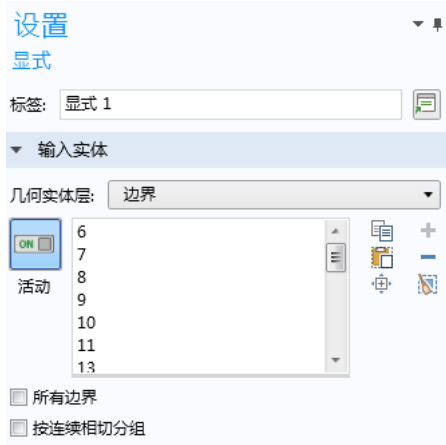 设置
显式
标签: 显式 1
输入实体
几何实体层: 边界
ON
活动
6
7
8
9
10
11
13
所有边界
按连续相切分组